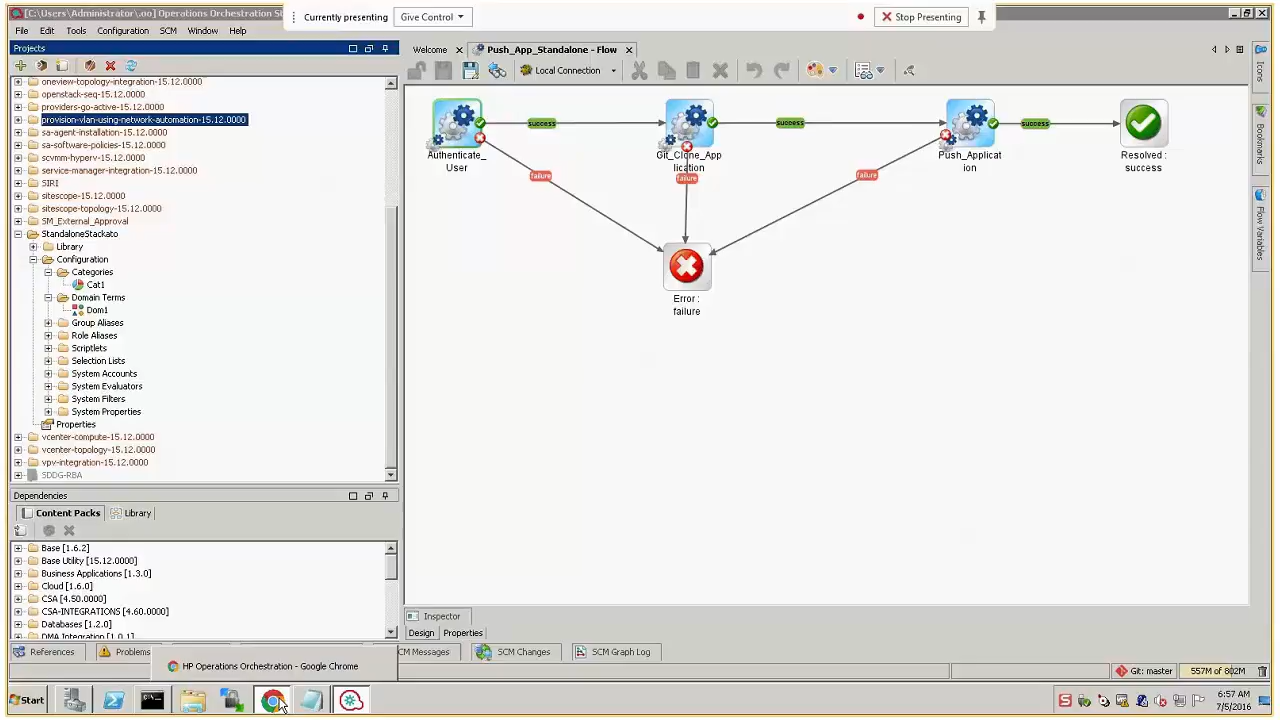 [C:\Users\Administrator\.oo] Operations Orchestration S
Currently presenting
Give Control
Stop Presenting
File Edit Tools Configuration SCM Window Help
Projects
Welcome
Push_App_Standalone - Flow
Local Connection
oneview-topology-integration-15.12.0000
openstack-seq-15.12.0000
providers-go-active-15.12.0000
provision-vlan-using-network-automation-15.12.0000
sa-agent-installation-15.12.0000
sa-software-policies-15.12.0000
scvmm-hyperv-15.12.0000
service-manager-integration-15.12.0000
SIRI
sitescope-15.12.0000
sitescope-topology-15.12.0000
SM_External_Approval
StandaloneStackato
Library
Configuration
Categories
Cat1
Domain Terms
Dom1
Group Aliases
Role Aliases
Scriptlets
Selection Lists
System Accounts
System Evaluators
System Filters
System Properties
Properties
vcenter-compute-15.12.0000
vcenter-topology-15.12.0000
vpv-integration-15.12.0000
SDDG-RBA
success
success
success
Authenticate_
User
Git_Clone_App
lication
Push_Applicat
ion
Resolved :
success
failure
failure
failure
Error :
failure
Icons
Bookmarks
Flow Variables
Dependencies
Content Packs
Library
Base [1.6.2]
Base Utility [15.12.0000]
Business Applications [1.3.0]
Cloud [1.6.0]
CSA [4.50.0000]
CSA-INTEGRATIONS [4.60.0000]
Databases [1.2.0]
DMA Integration [1.0.1]
Inspector
Design Properties
References
Problems
CM Messages
SCM Changes
SCM Graph Log
HP Operations Orchestration - Google Chrome
Git: master
557M of 802M
Start
6:57 AM
7/5/2016